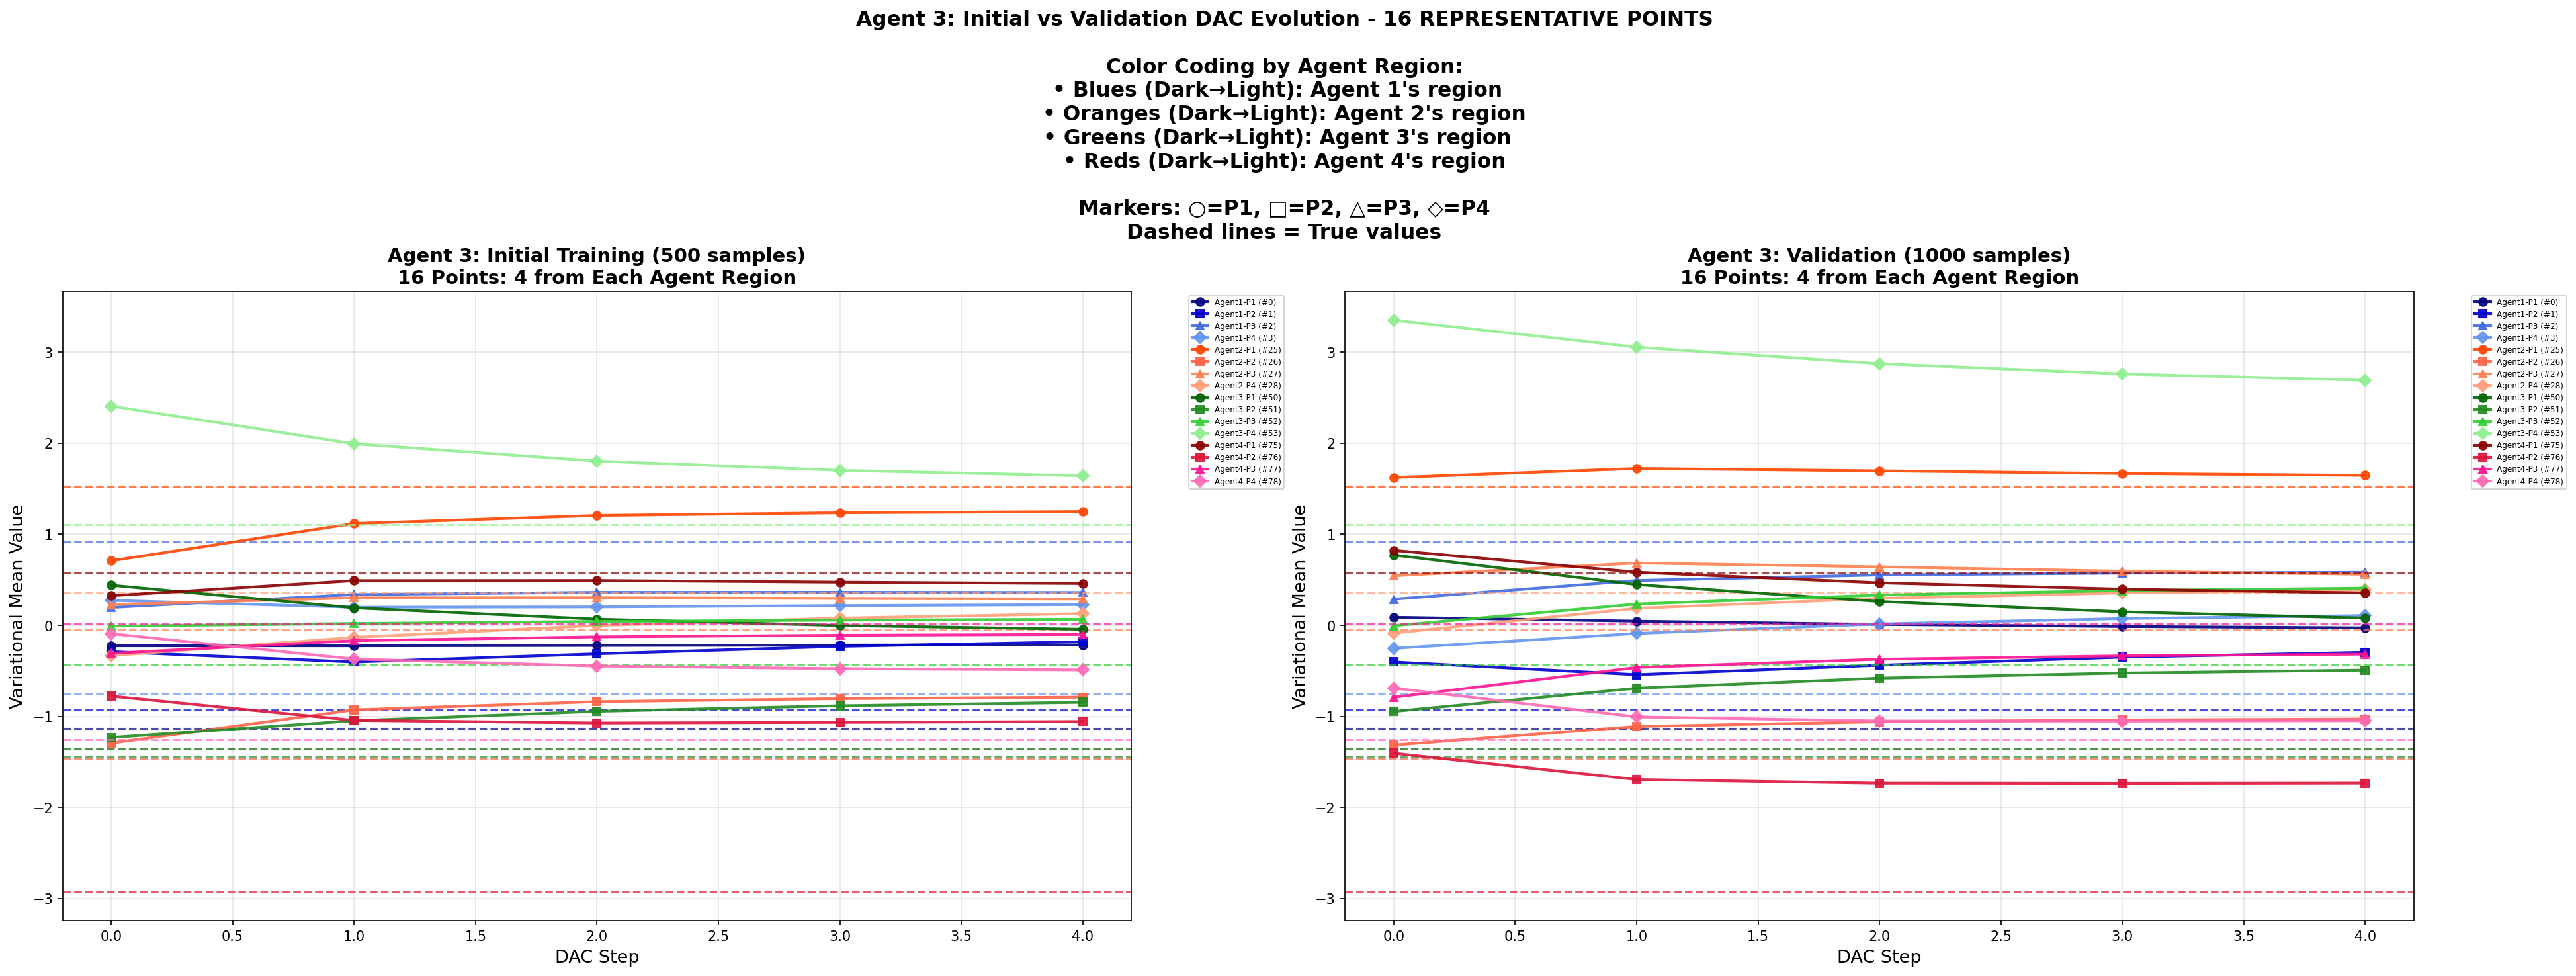 Agent 3: Initial vs Validation DAC Evolution - 16 REPRESENTATIVE POINTS
Color Coding by Agent Region:
• Blues (Dark→Light): Agent 1's region
• Oranges (Dark→Light): Agent 2's region
• Greens (Dark→Light): Agent 3's region
• Reds (Dark→Light): Agent 4's region
Markers: ○=P1, □=P2, △=P3, ◇=P4
Dashed lines = True values
Agent 3: Initial Training (500 samples)
16 Points: 4 from Each Agent Region
Variational Mean Value
3
2
1
0
−1
−2
−3
0.0 0.5 1.0 1.5 2.0 2.5 3.0 3.5 4.0
DAC Step
Agent1-P1 (#0)
Agent1-P2 (#1)
Agent1-P3 (#2)
Agent1-P4 (#3)
Agent2-P1 (#25)
Agent2-P2 (#26)
Agent2-P3 (#27)
Agent2-P4 (#28)
Agent3-P1 (#50)
Agent3-P2 (#51)
Agent3-P3 (#52)
Agent3-P4 (#53)
Agent4-P1 (#75)
Agent4-P2 (#76)
Agent4-P3 (#77)
Agent4-P4 (#78)
Agent 3: Validation (1000 samples)
16 Points: 4 from Each Agent Region
Variational Mean Value
3
2
1
0
−1
−2
−3
0.0 0.5 1.0 1.5 2.0 2.5 3.0 3.5 4.0
DAC Step
Agent1-P1 (#0)
Agent1-P2 (#1)
Agent1-P3 (#2)
Agent1-P4 (#3)
Agent2-P1 (#25)
Agent2-P2 (#26)
Agent2-P3 (#27)
Agent2-P4 (#28)
Agent3-P1 (#50)
Agent3-P2 (#51)
Agent3-P3 (#52)
Agent3-P4 (#53)
Agent4-P1 (#75)
Agent4-P2 (#76)
Agent4-P3 (#77)
Agent4-P4 (#78)